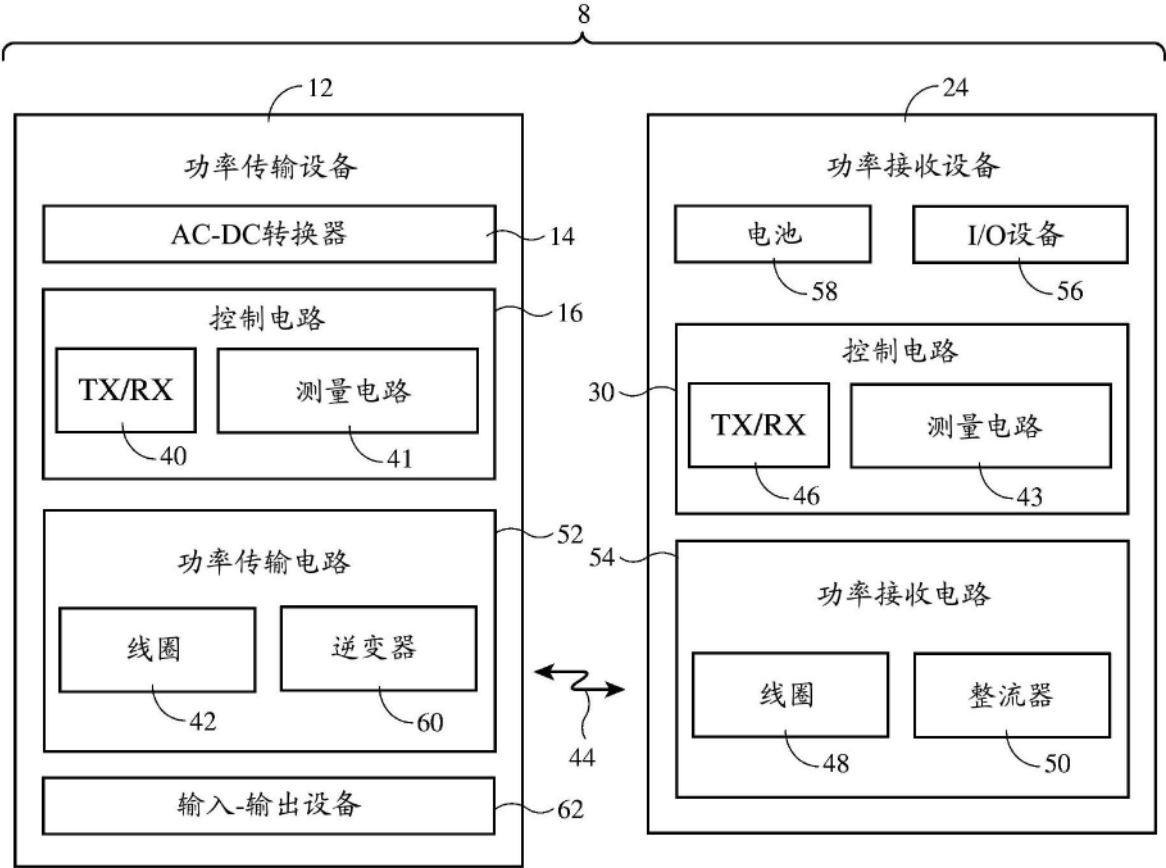 8
12
功率传输设备
AC-DC转换器
14
控制电路
16
TX/RX
测量电路
40
41
功率传输电路
52
线圈
逆变器
42
60
输入-输出设备
62
44
24
功率接收设备
电池
I/O设备
58
56
控制电路
30
TX/RX
测量电路
46
43
54
功率接收电路
线圈
整流器
48
50